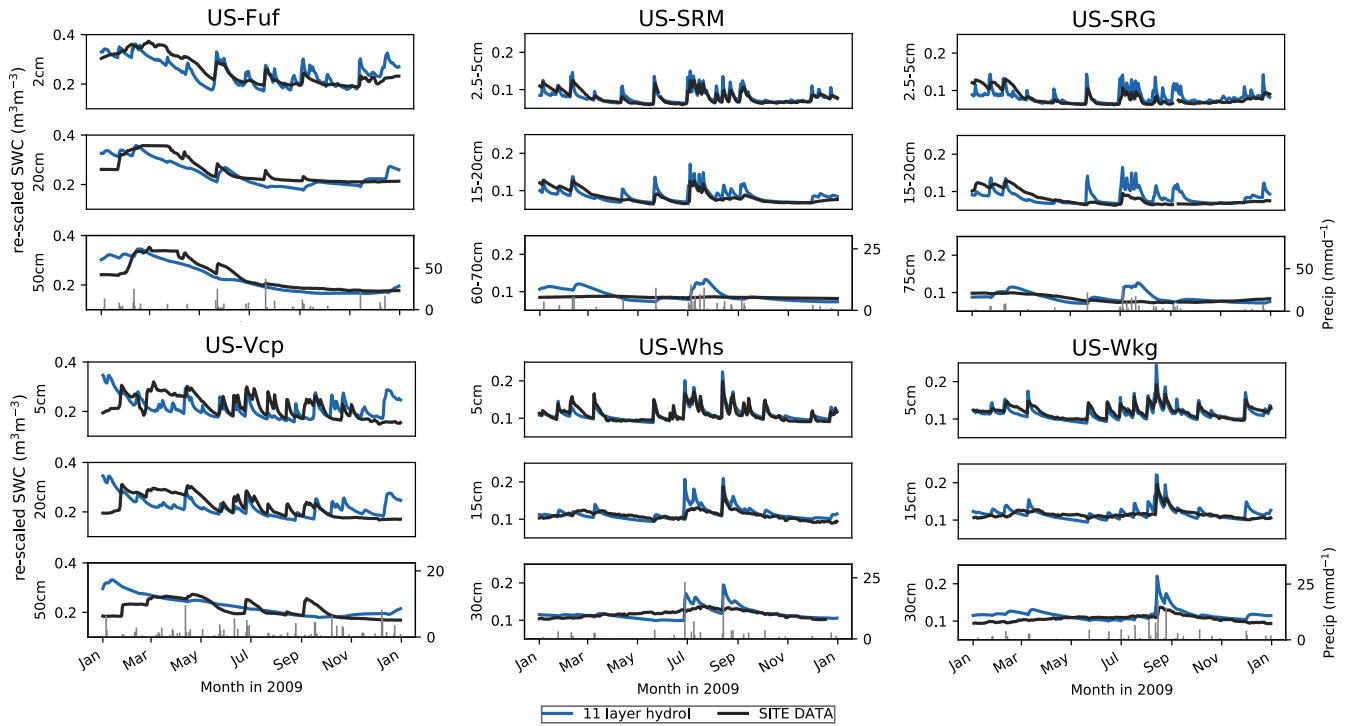 US-Fuf
US-SRM
US-SRG
re-scaled SWC (m³m⁻³)
2cm
0.4
0.2
20cm
0.4
0.2
50cm
0.4
0.2
50
0
2.5-5cm
0.2
0.1
15-20cm
0.2
0.1
60-70cm
0.2
0.1
25
0
2.5-5cm
0.2
0.1
15-20cm
0.2
0.1
75cm
0.2
0.1
50
0
Precip (mmd⁻¹)
US-Vcp
US-Whs
US-Wkg
re-scaled SWC (m³m⁻³)
5cm
0.4
0.2
20cm
0.4
0.2
50cm
0.4
0.2
20
0
Jan Mar May Jul Sep Nov Jan
Month in 2009
5cm
0.2
0.1
15cm
0.2
0.1
30cm
0.2
0.1
25
0
Jan Mar May Jul Sep Nov Jan
Month in 2009
5cm
0.2
0.1
15cm
0.2
0.1
30cm
0.2
0.1
25
0
Precip (mmd⁻¹)
Jan Mar May Jul Sep Nov Jan
Month in 2009
11 layer hydrol SITE DATA